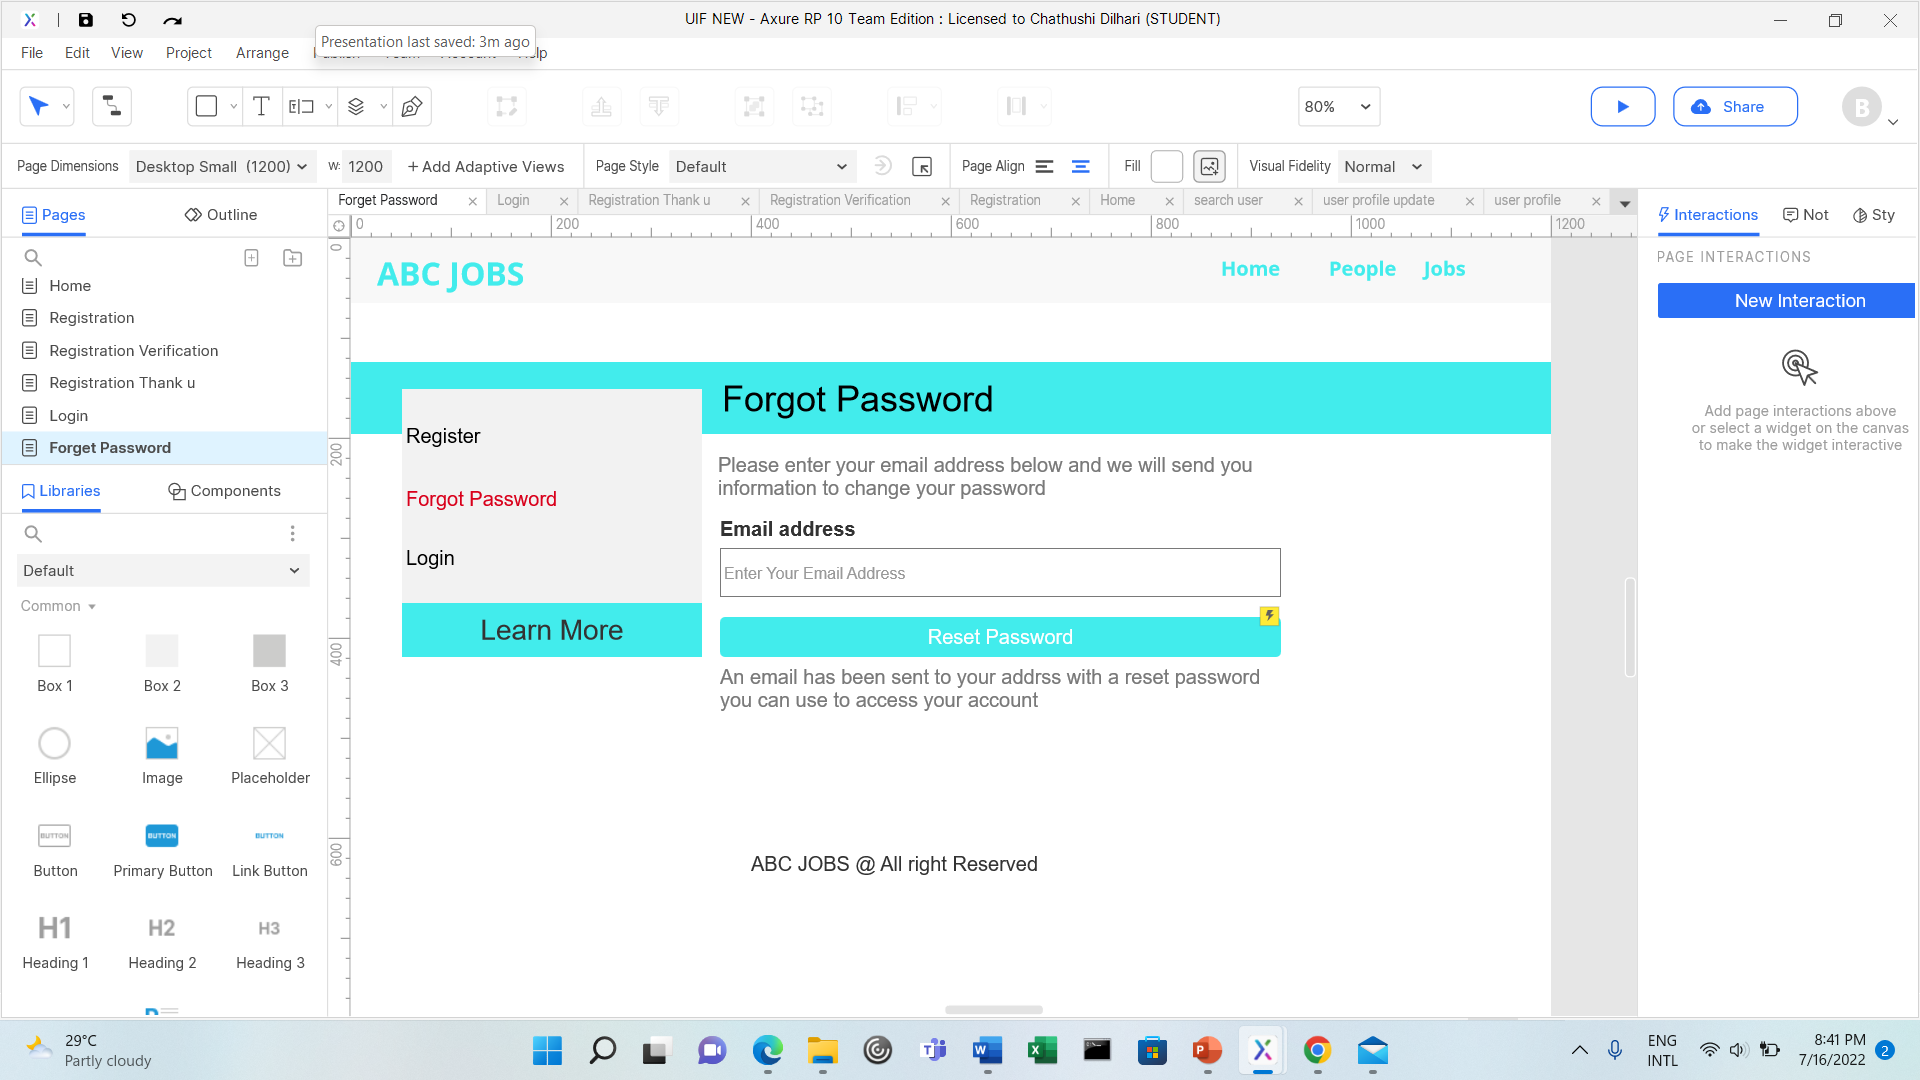 UIF NEW - Axure RP 10 Team Edition : Licensed to Chathushi Dilhari (STUDENT)
Presentation last saved: 3m ago
File Edit View Project Arrange
80%
Share
B
Page Dimensions Desktop Small (1200) W: 1200 + Add Adaptive Views Page Style Default Page Align Fill Visual Fidelity Normal
Pages Outline
Forget Password Login Registration Thank u Registration Verification Registration Home search user user profile update user profile
Interactions Not Sty
0 200 400 600 800 1000 1200
0
200
400
600
PAGE INTERACTIONS
New Interaction
Add page interactions above
or select a widget on the canvas
to make the widget interactive
Home
Registration
Registration Verification
Registration Thank u
Login
Forget Password
Libraries Components
Default
Common
Box 1 Box 2 Box 3
Ellipse Image Placeholder
BUTTON BUTTON BUTTON
Button Primary Button Link Button
H1 H2 H3
Heading 1 Heading 2 Heading 3
ABC JOBS
Home People Jobs
Forgot Password
Register
Forgot Password
Login
Learn More
Please enter your email address below and we will send you
information to change your password
Email address
Enter Your Email Address
Reset Password
An email has been sent to your addrss with a reset password
you can use to access your account
ABC JOBS @ All right Reserved
29°C
Partly cloudy
ENG
INTL
8:41 PM
7/16/2022
2